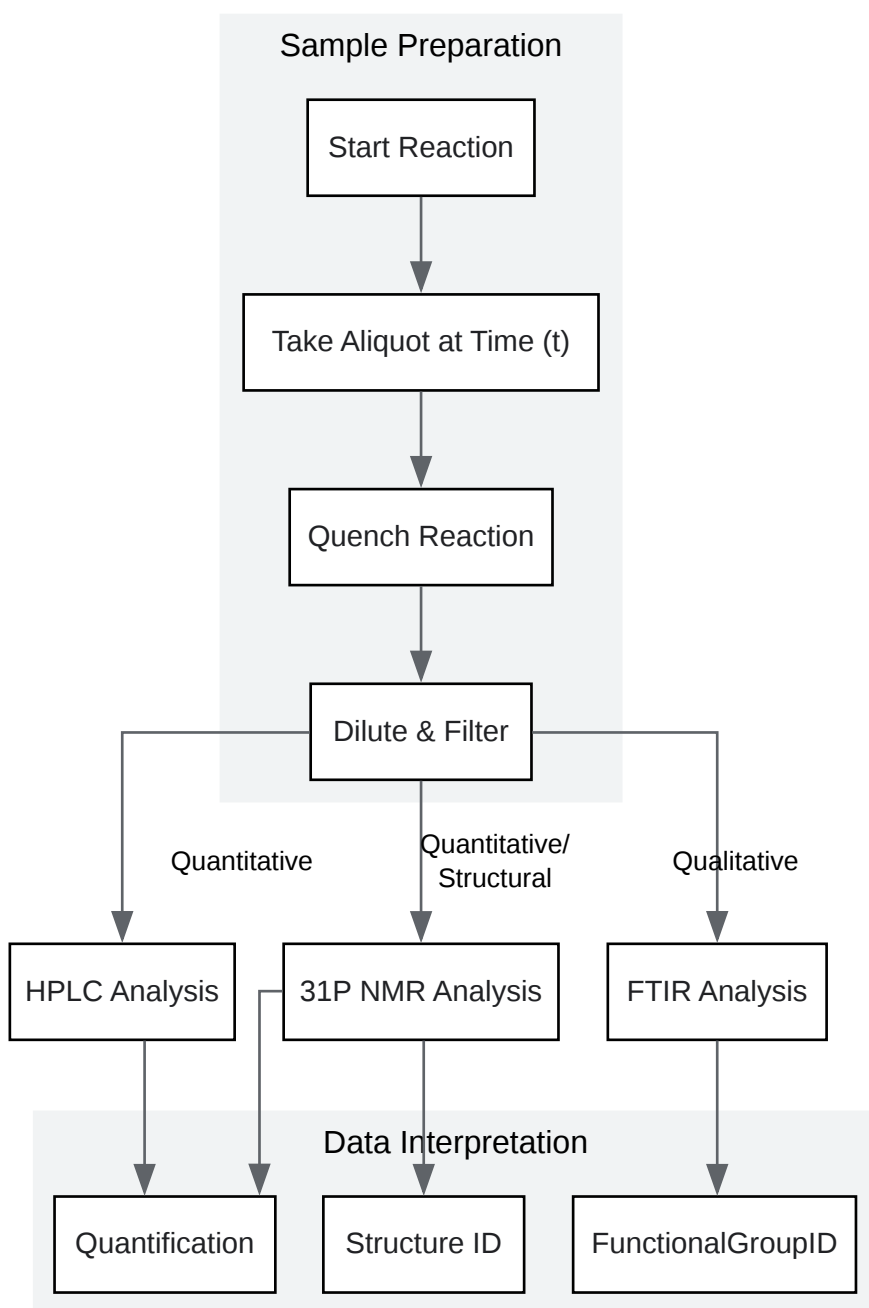 Sample Preparation
Start Reaction
Take Aliquot at Time (t)
Quench Reaction
Dilute & Filter
Quantitative
Quantitative/
Structural
Qualitative
HPLC Analysis
31P NMR Analysis
FTIR Analysis
Data Interpretation
Quantification
Structure ID
FunctionalGroupID